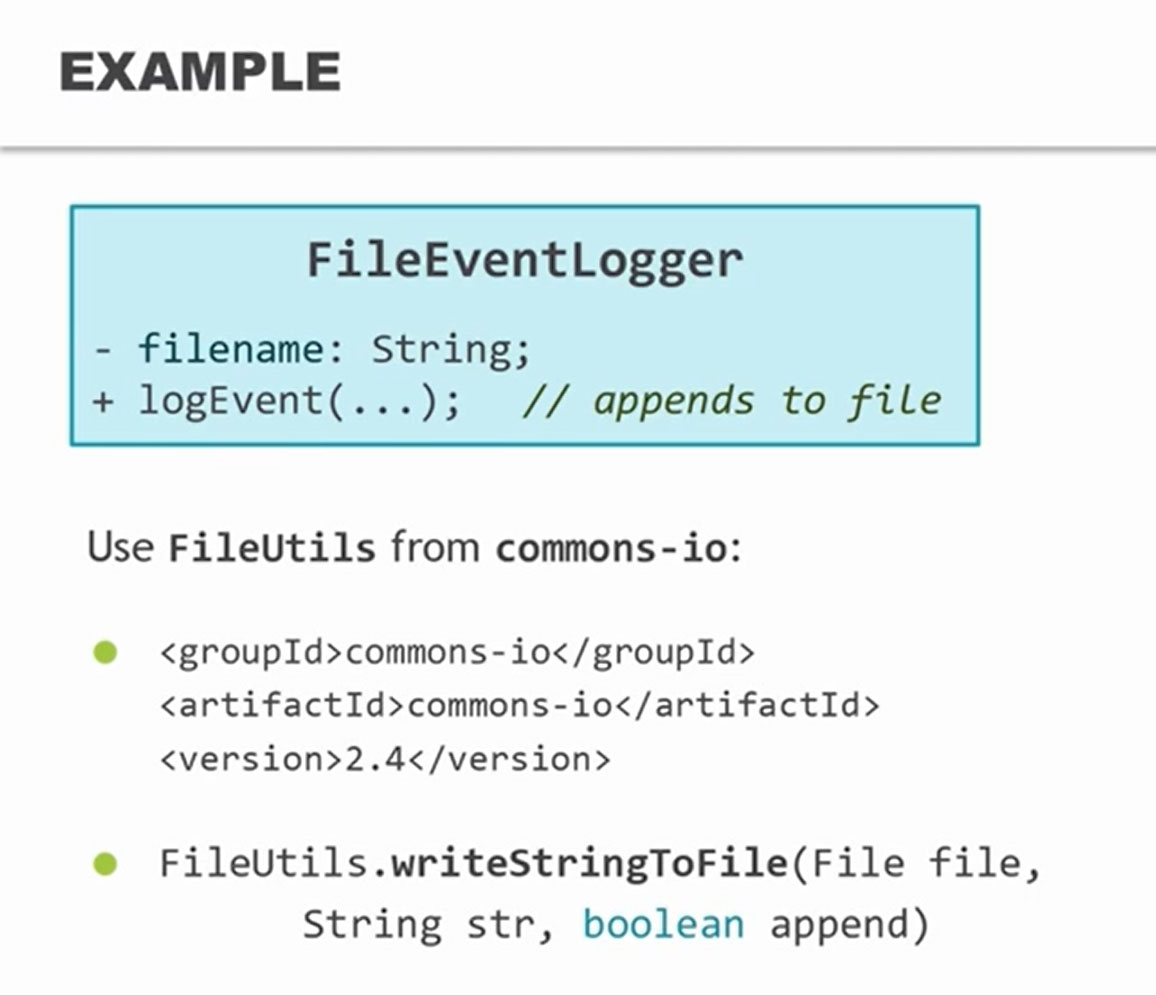 EXAMPLE
FileEventLogger
- filename: String;
+ logEvent(...); // appends to file
Use FileUtils from commons-io:
<groupId>commons-io</groupId>
<artifactId>commons-io</artifactId>
<version>2.4</version>
FileUtils.writeStringToFile(File file,
String str, boolean append)